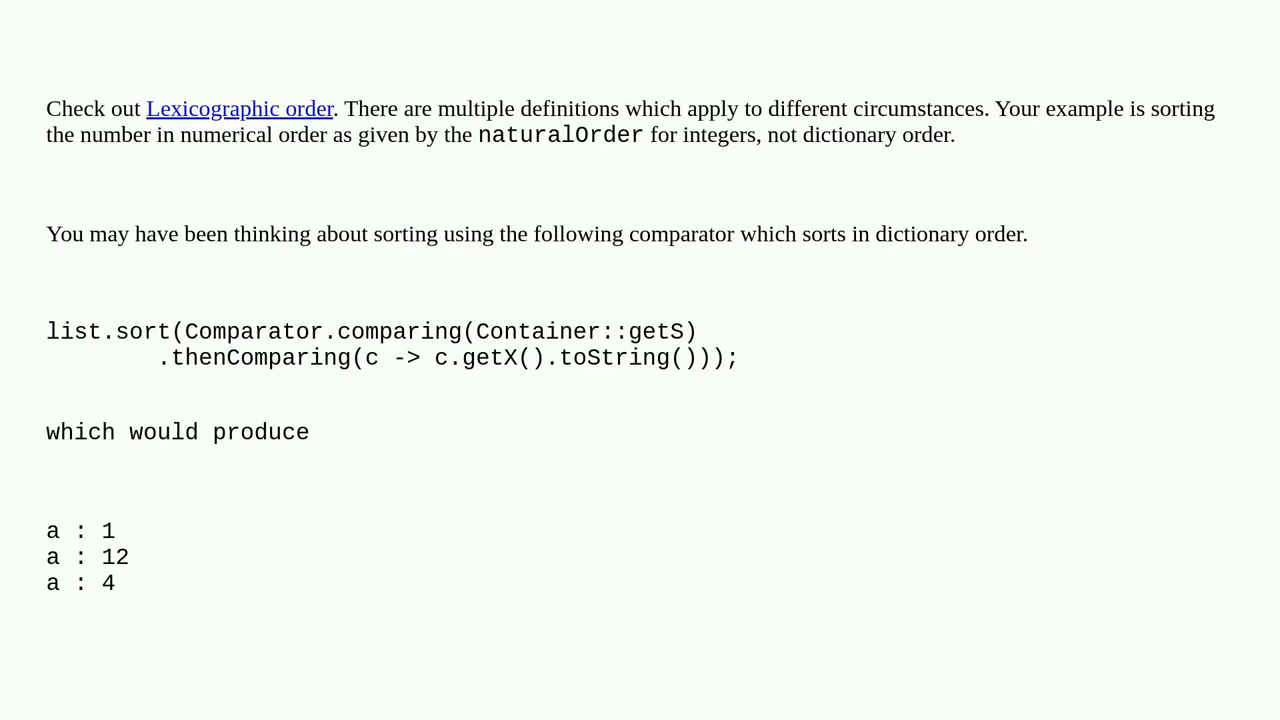 Check out Lexicographic order. There are multiple definitions which apply to different circumstances. Your example is sorting
the number in numerical order as given by the naturalOrder for integers, not dictionary order.
You may have been thinking about sorting using the following comparator which sorts in dictionary order.
list.sort(Comparator.comparing(Container::getS)
        .thenComparing(c -> c.getX().toString()));
which would produce
a : 1
a : 12
a : 4